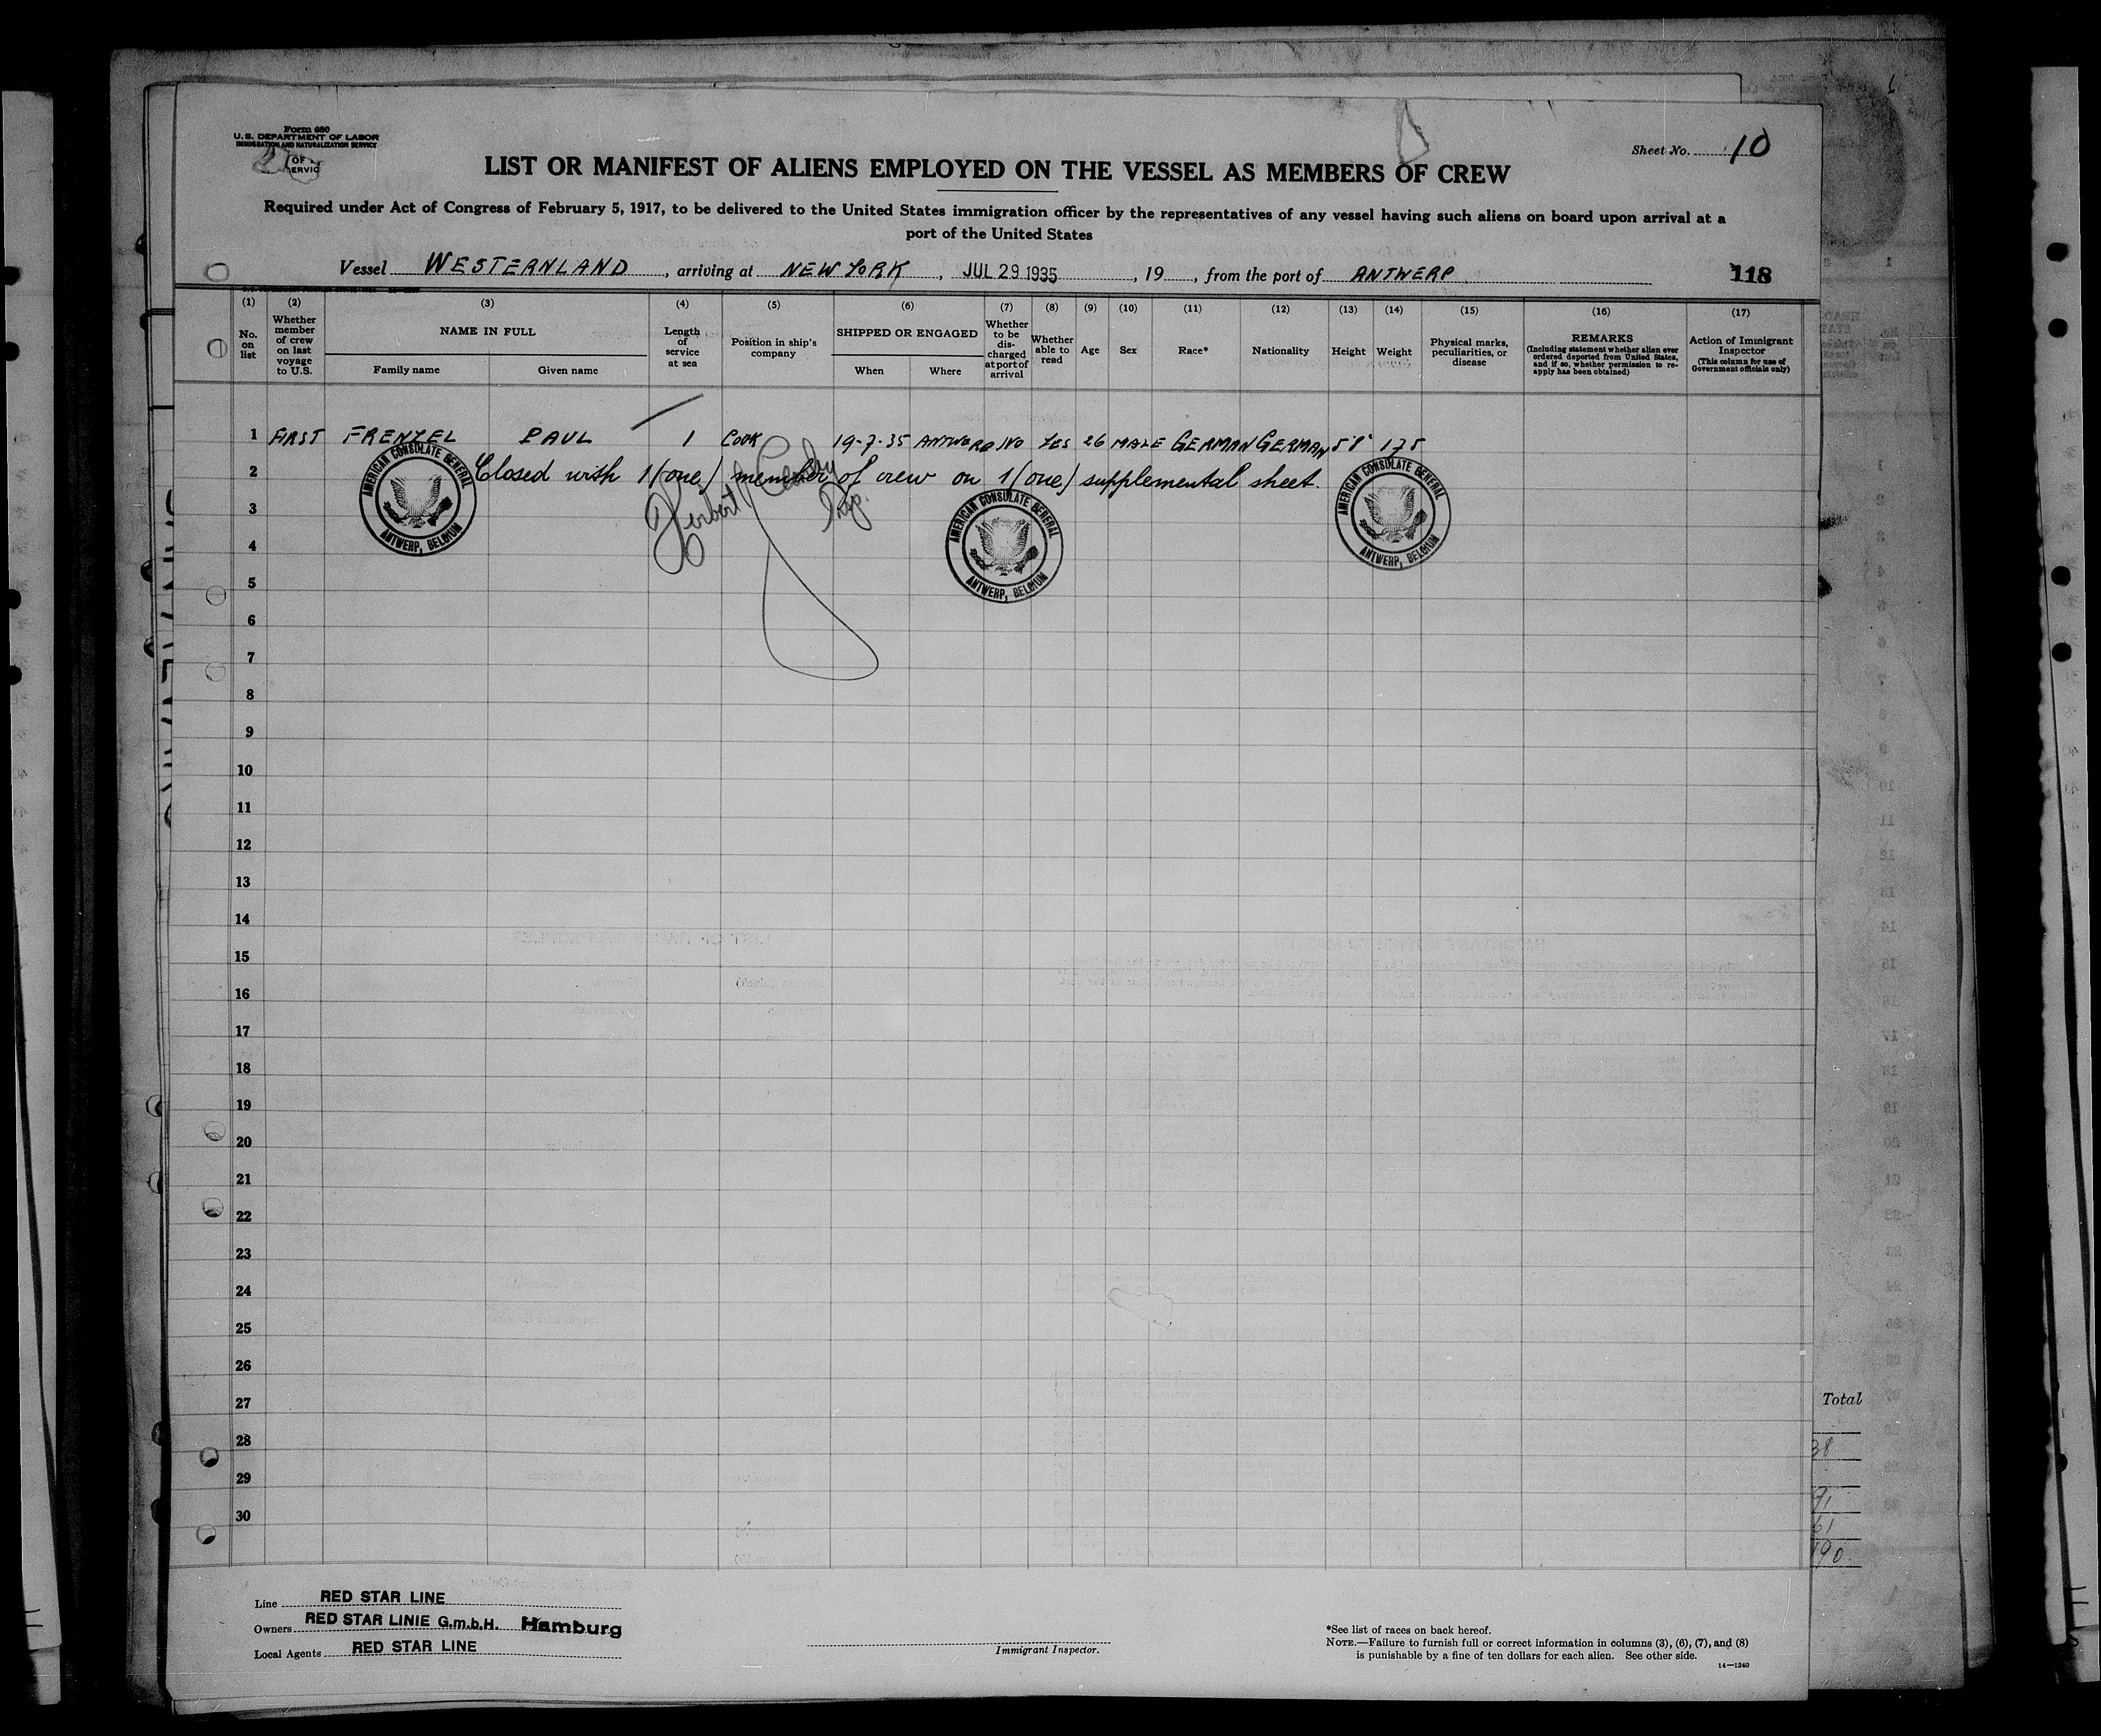 Form 680
U. S. DEPARTMENT OF LABOR
IMMIGRATION AND NATURALIZATION SERVICE
OF
ERVIC
Sheet No. 10
LIST OR MANIFEST OF ALIENS EMPLOYED ON THE VESSEL AS MEMBERS OF CREW
Required under Act of Congress of February 5, 1917, to be delivered to the United States immigration officer by the representatives of any vessel having such aliens on board upon arrival at a
port of the United States
Vessel WESTERNLAND, arriving at NEW YORK, JUL 29 1935, 19, from the port of ANTWERP
118
(1) (2) (3) (4) (5) (6) (7) (8) (9) (10) (11) (12) (13) (14) (15) (16) (17)
No. on list
Whether member of crew on last voyage to U.S.
NAME IN FULL
Family name
Given name
Length of service at sea
Position in ship's company
SHIPPED OR ENGAGED
When
Where
Whether to be dis-charged at port of arrival
Whether able to read
Age
Sex
Race*
Nationality
Height
Weight
Physical marks, peculiarities, or disease
REMARKS
(Including statement whether alien ever ordered deported from United States, and if so, whether permission to re-apply has been obtained)
Action of Immigrant Inspector
(This column for use of Government officials only)
1 FIRST FRENZEL PAUL 1 COOK 19-7-35 ANTWERP NO YES 26 MALE GERMAN GERMAN 5'8" 175
2 Closed with 1 (one) member of crew on 1 (one) supplemental sheet.
Herbert
AMERICAN CONSULATE GENERAL
ANTWERP, BELGIUM
AMERICAN CONSULATE GENERAL
ANTWERP, BELGIUM
AMERICAN CONSULATE GENERAL
ANTWERP, BELGIUM
3
4
5
6
7
8
9
10
11
12
13
14
15
16
17
18
19
20
21
22
23
24
25
26
27
28
29
30
Total
38
91
61
190
Line RED STAR LINE
Owners RED STAR LINIE G.m.b.H. Hamburg
Local Agents RED STAR LINE
Immigrant Inspector.
*See list of races on back hereof.
NOTE.—Failure to furnish full or correct information in columns (3), (6), (7), and (8)
is punishable by a fine of ten dollars for each alien. See other side.
14—1240